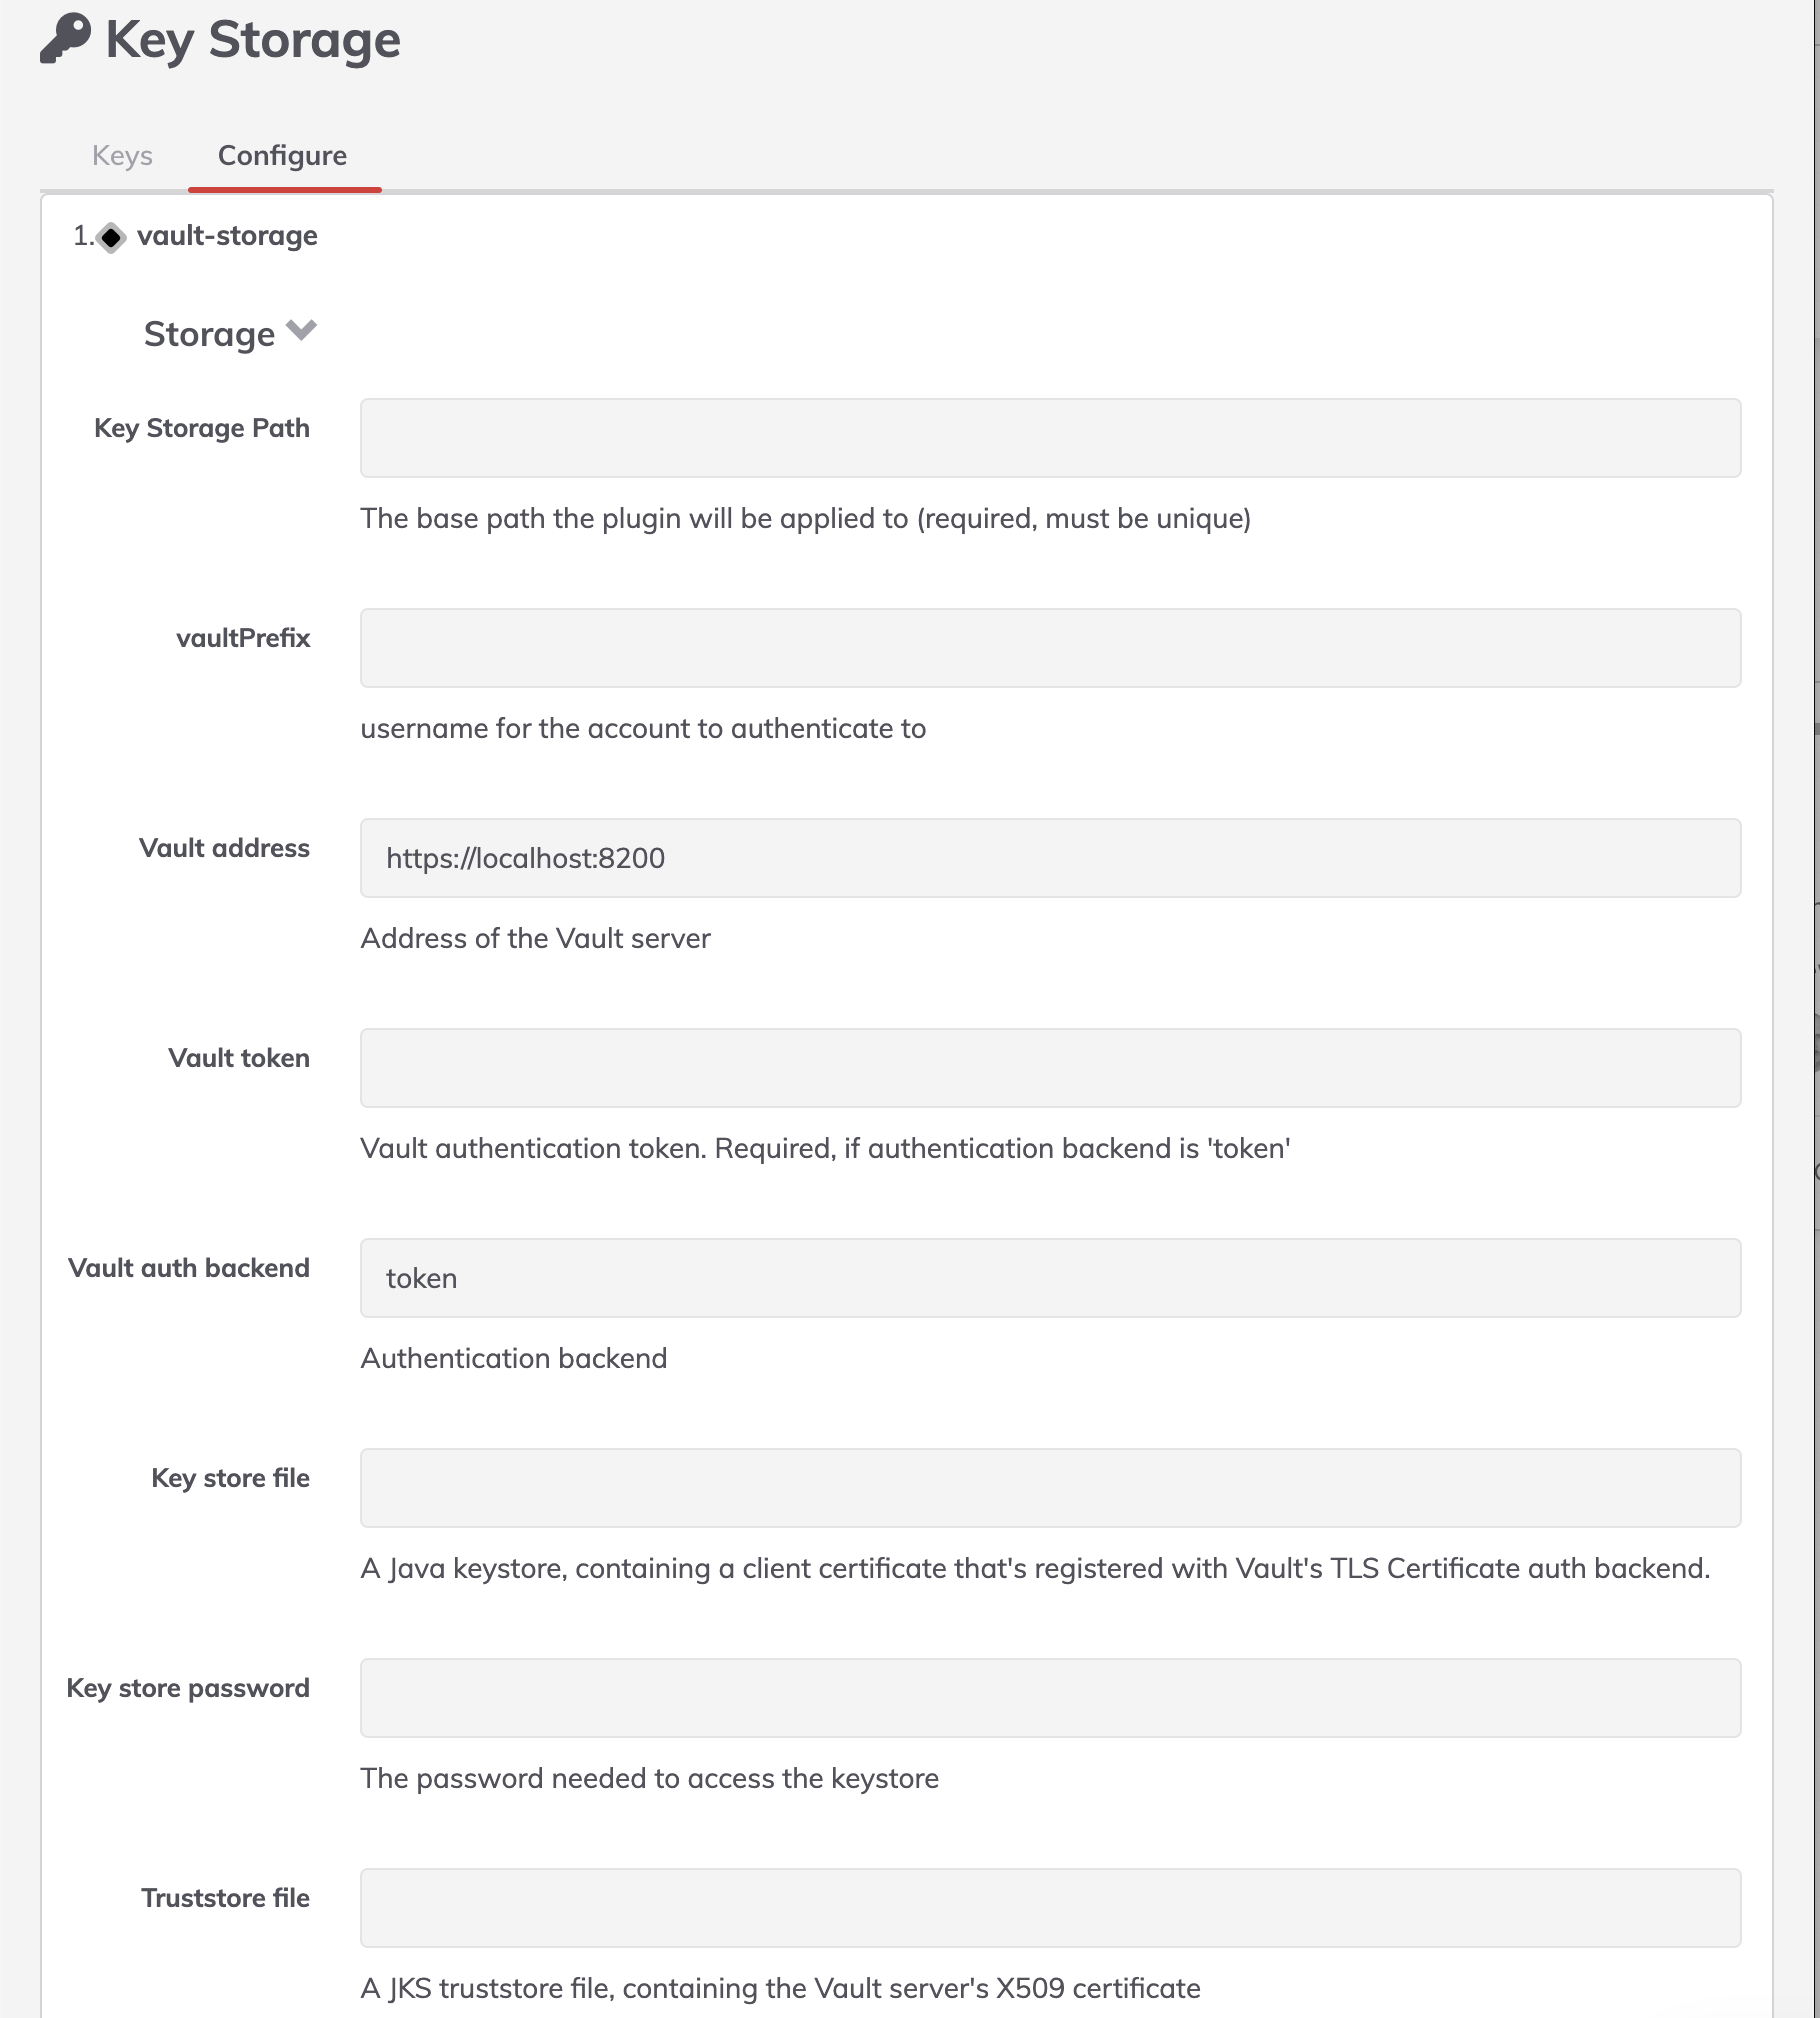 Key Storage
Keys Configure
1. vault-storage
Storage
Key Storage Path
The base path the plugin will be applied to (required, must be unique)
vaultPrefix
username for the account to authenticate to
Vault address https://localhost:8200
Address of the Vault server
Vault token
Vault authentication token. Required, if authentication backend is 'token'
Vault auth backend token
Authentication backend
Key store file
A Java keystore, containing a client certificate that's registered with Vault's TLS Certificate auth backend.
Key store password
The password needed to access the keystore
Truststore file
A JKS truststore file, containing the Vault server's X509 certificate